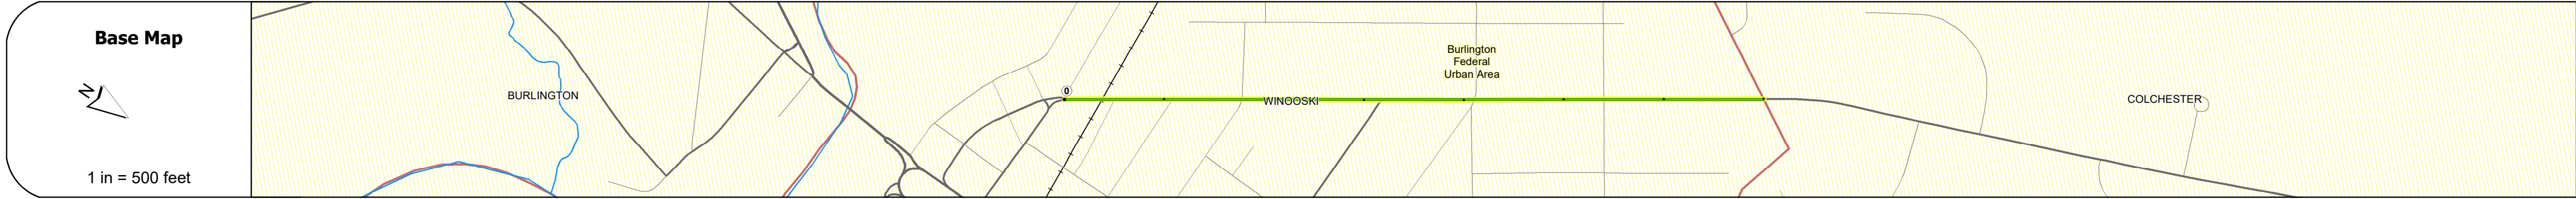 Base Map
N
1 in = 500 feet
BURLINGTON
0
WINOOSKI
Burlington
Federal
Urban Area
COLCHESTER